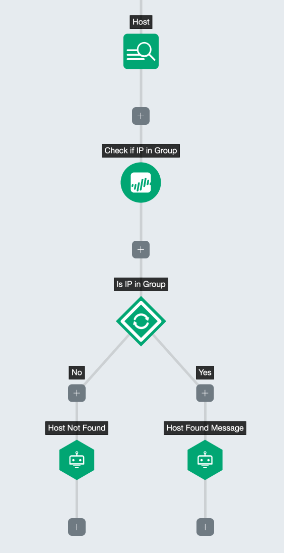 Host
Check if IP in Group
Is IP in Group
No
Yes
Host Not Found
Host Found Message